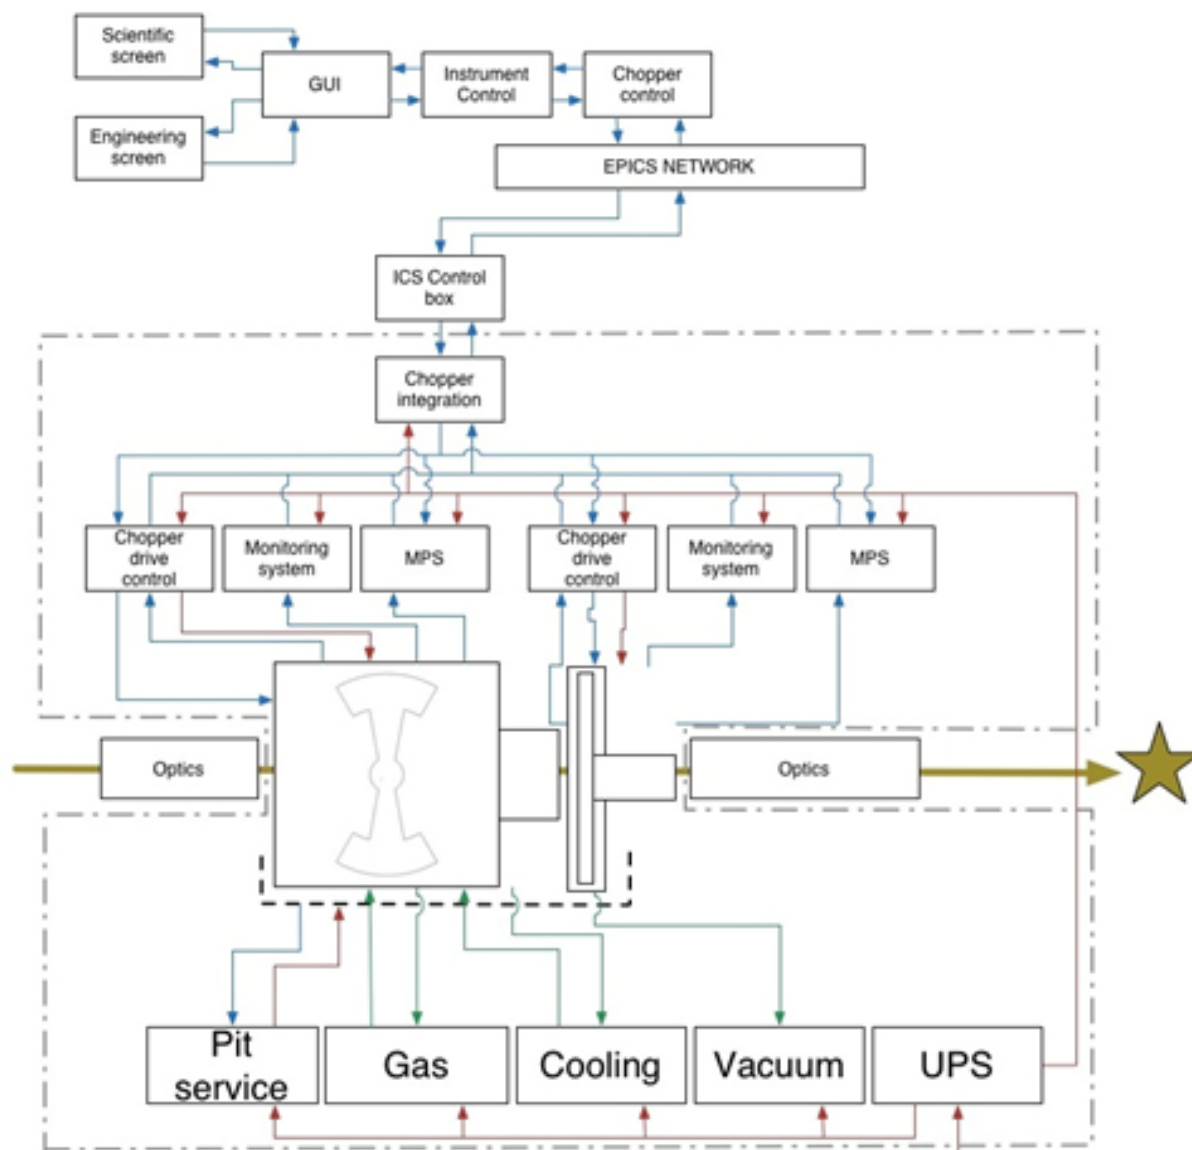 Scientific
screen
GUI
Instrument
Control
Chopper
control
Engineering
screen
EPICS NETWORK
ICS Control
box
Chopper
integration
Chopper
drive
control
Monitoring
system
MPS
Chopper
drive
control
Monitoring
system
MPS
Optics
Optics
Pit
service
Gas
Cooling
Vacuum
UPS